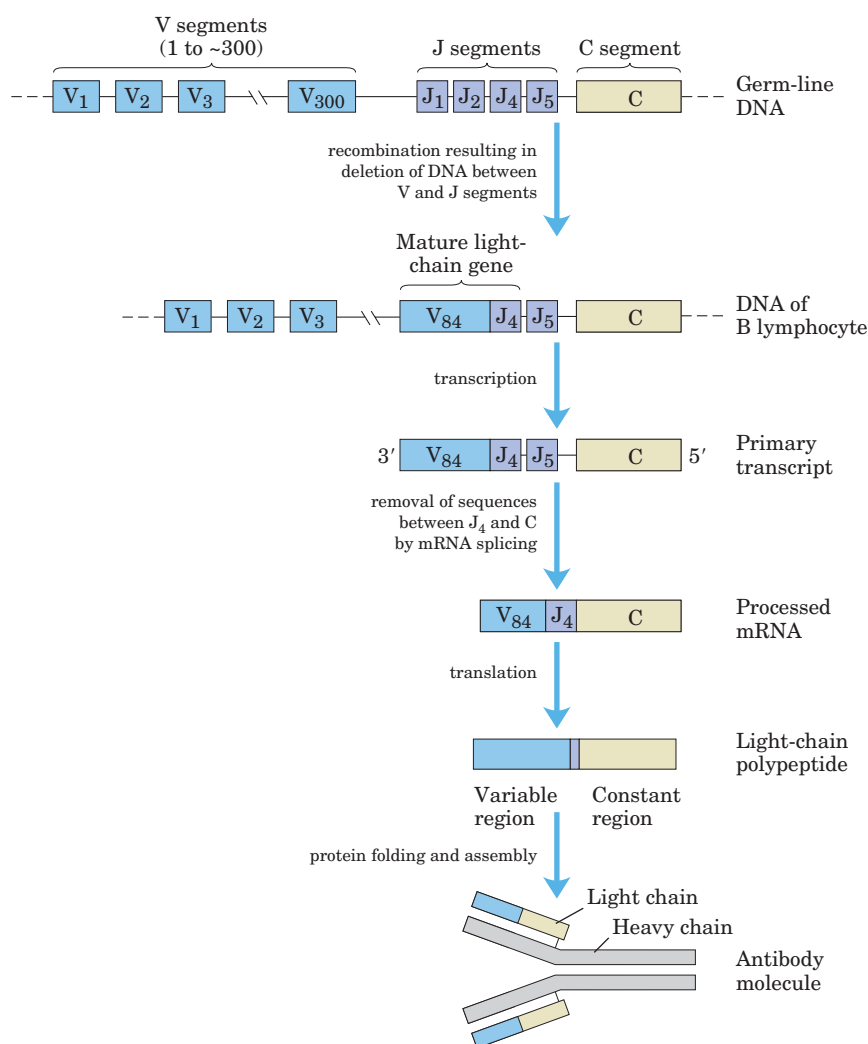 V segments
(1 to ~300)
J segments
C segment
V1 V2 V3 V300 J1 J2 J4 J5 C
Germ-line
DNA
recombination resulting in
deletion of DNA between
V and J segments
Mature light-
chain gene
V1 V2 V3 V84 J4 J5 C
DNA of
B lymphocyte
transcription
3′ V84 J4 J5 C 5′
Primary
transcript
removal of sequences
between J4 and C
by mRNA splicing
V84 J4 C
Processed
mRNA
translation
Light-chain
polypeptide
Variable
region
Constant
region
protein folding and assembly
Light chain
Heavy chain
Antibody
molecule